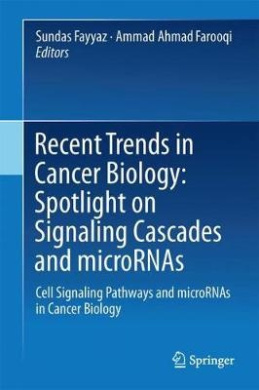 Sundas Fayyaz · Ammad Ahmad Farooqi
Editors
Recent Trends in
Cancer Biology:
Spotlight on
Signaling Cascades
and microRNAs
Cell Signaling Pathways and microRNAs
in Cancer Biology
Springer